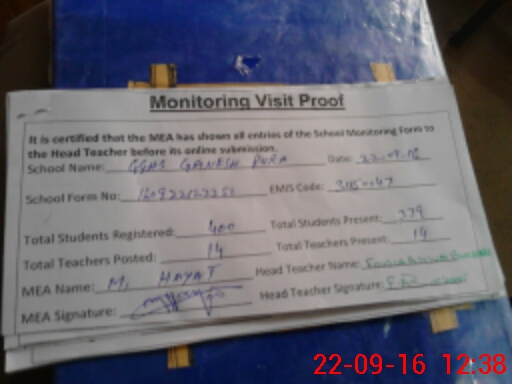 Monitoring Visit Proof
It is certified that the MEA has shown all entries of the School Monitoring Form to
the Head Teacher before its online submission.
School Name: GGHS GANESH PURA Date: 22-09-16
School Form No: EMIS Code:
Total Students Registered: 400 Total Students Present: 379
Total Teachers Posted: 14 Total Teachers Present: 14
MEA Name: M. HAYAT Head Teacher Name:
MEA Signature: Head Teacher Signature:
22-09-16 12:38